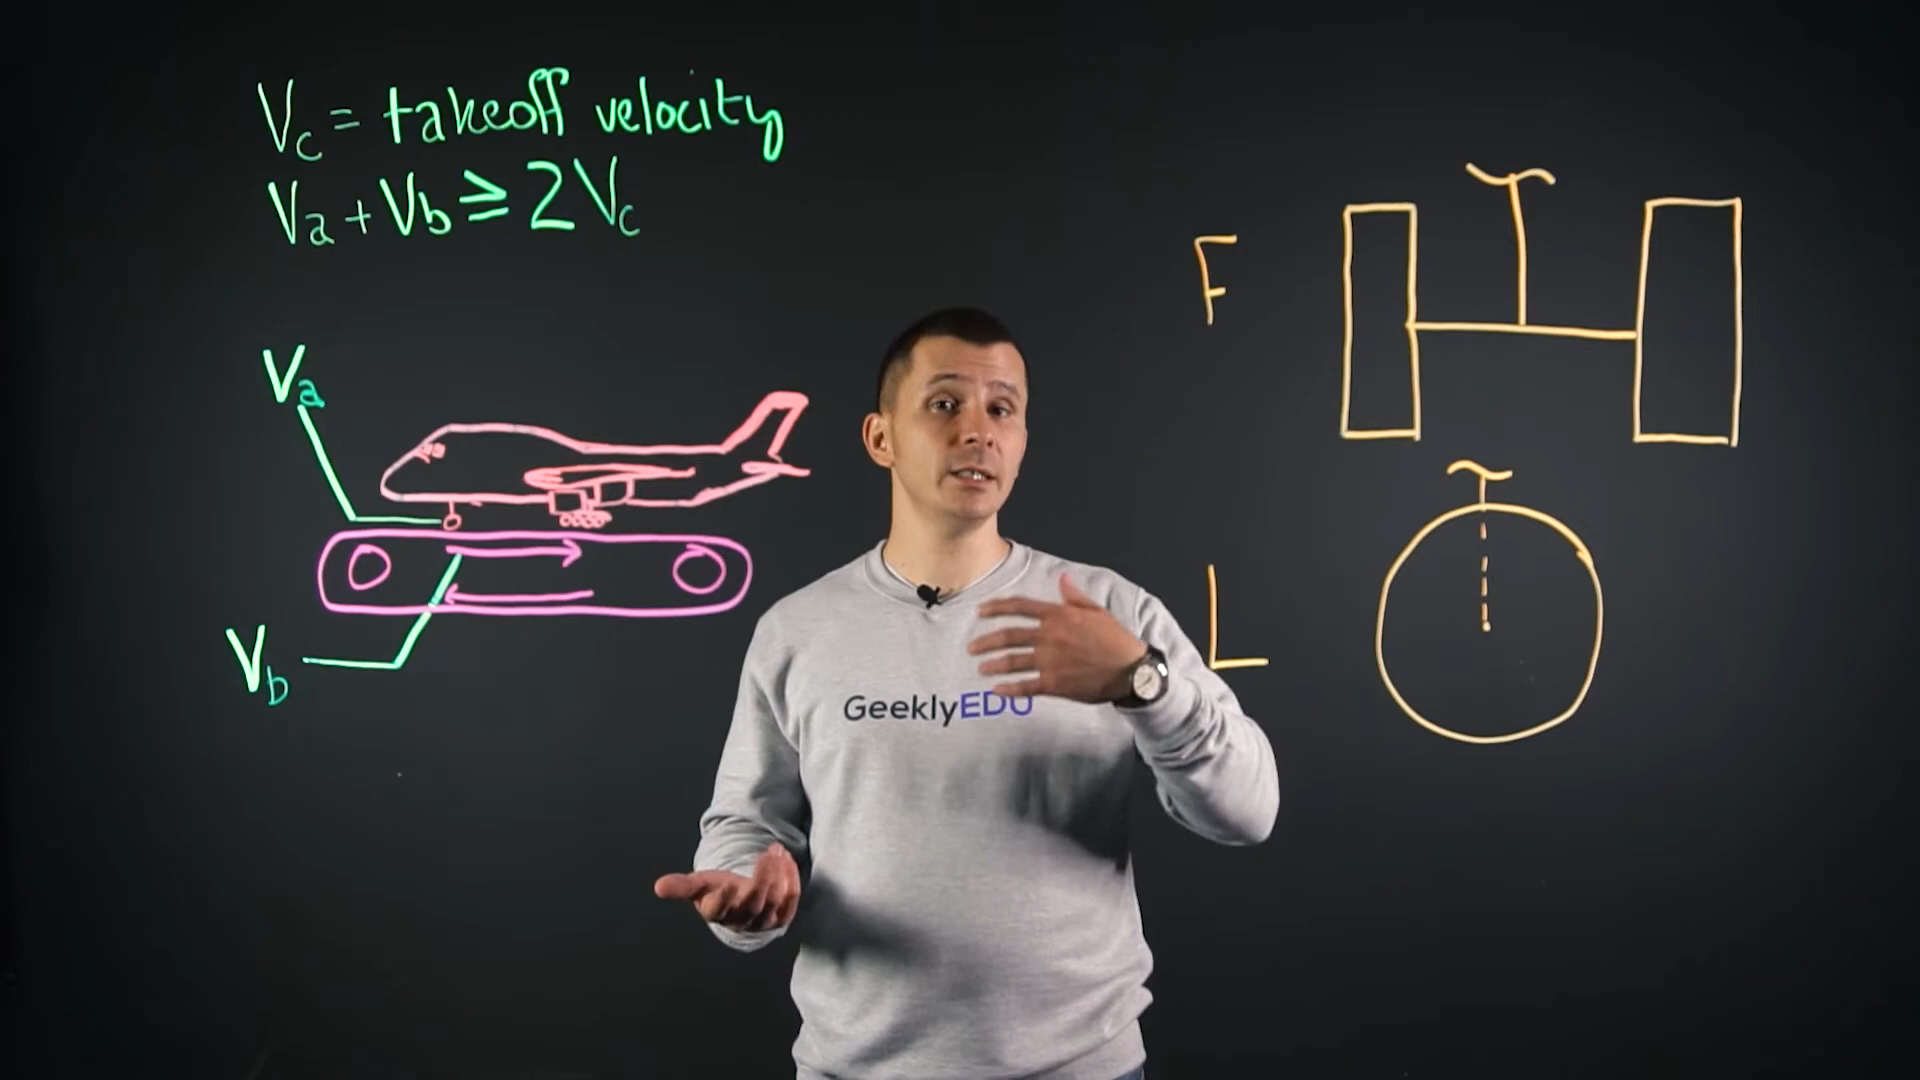 Vc = takeoff velocity
Va + Vb ≥ 2Vc
F
Va
L
Vb
GeeklyEDU